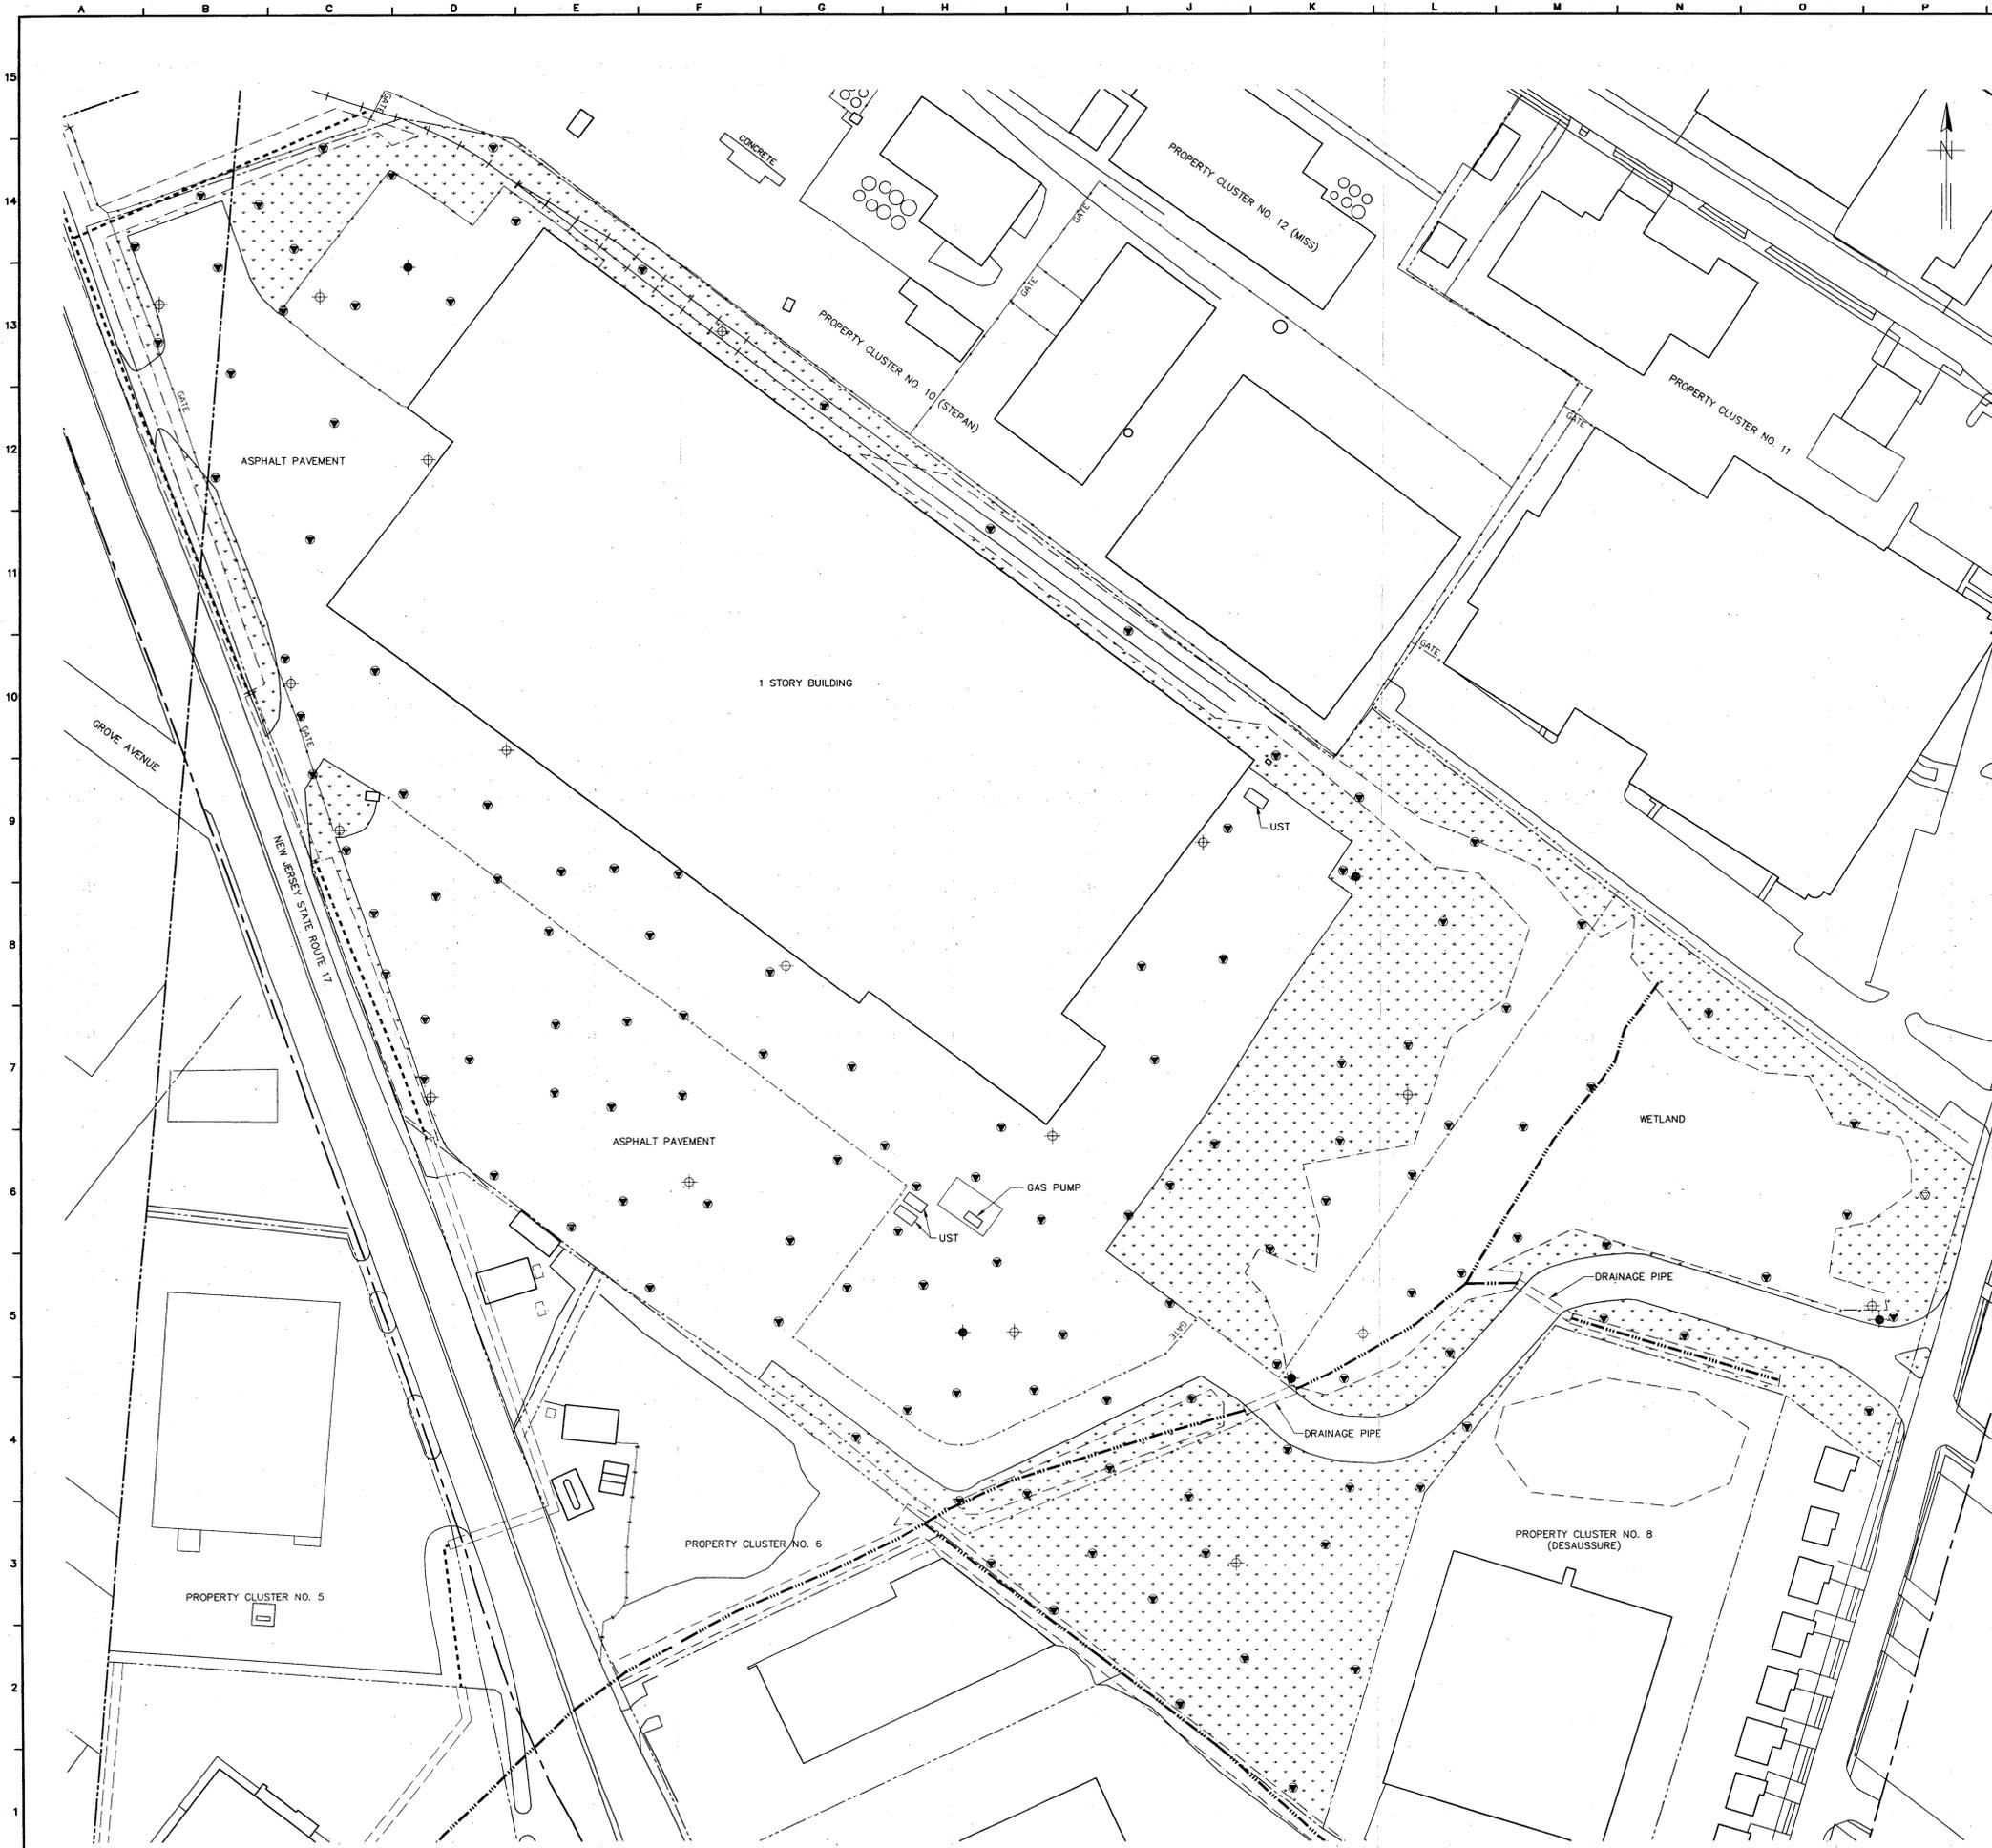 A B C D E F G H I J K L M N O P
15
14
13
12
11
10
9
8
7
6
5
4
3
2
1
GATE
CONCRETE
PROPERTY CLUSTER NO. 12 (MISS)
GATE
GATE
PROPERTY CLUSTER NO. 10 (STEPAN)
N
PROPERTY CLUSTER NO. 11
GATE
GATE
ASPHALT PAVEMENT
GATE
1 STORY BUILDING
GROVE AVENUE
GATE
UST
NEW JERSEY STATE ROUTE 17
WETLAND
ASPHALT PAVEMENT
GAS PUMP
UST
DRAINAGE PIPE
GATE
DRAINAGE PIPE
PROPERTY CLUSTER NO. 6
PROPERTY CLUSTER NO. 8
(DESAUSSURE)
PROPERTY CLUSTER NO. 5